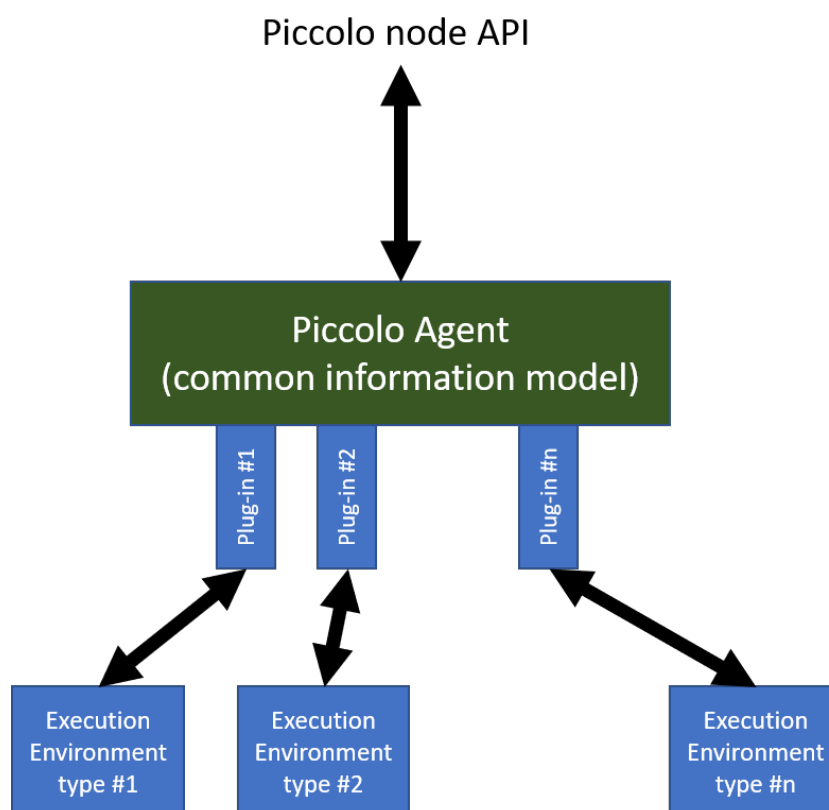 Piccolo node API
Piccolo Agent
(common information model)
Plug-in #1
Plug-in #2
Plug-in #n
Execution
Environment
type #1
Execution
Environment
type #2
Execution
Environment
type #n